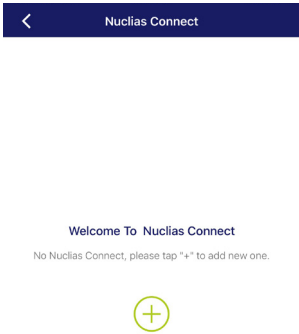 Nuclias Connect
Welcome To Nuclias Connect
No Nuclias Connect, please tap "+" to add new one.